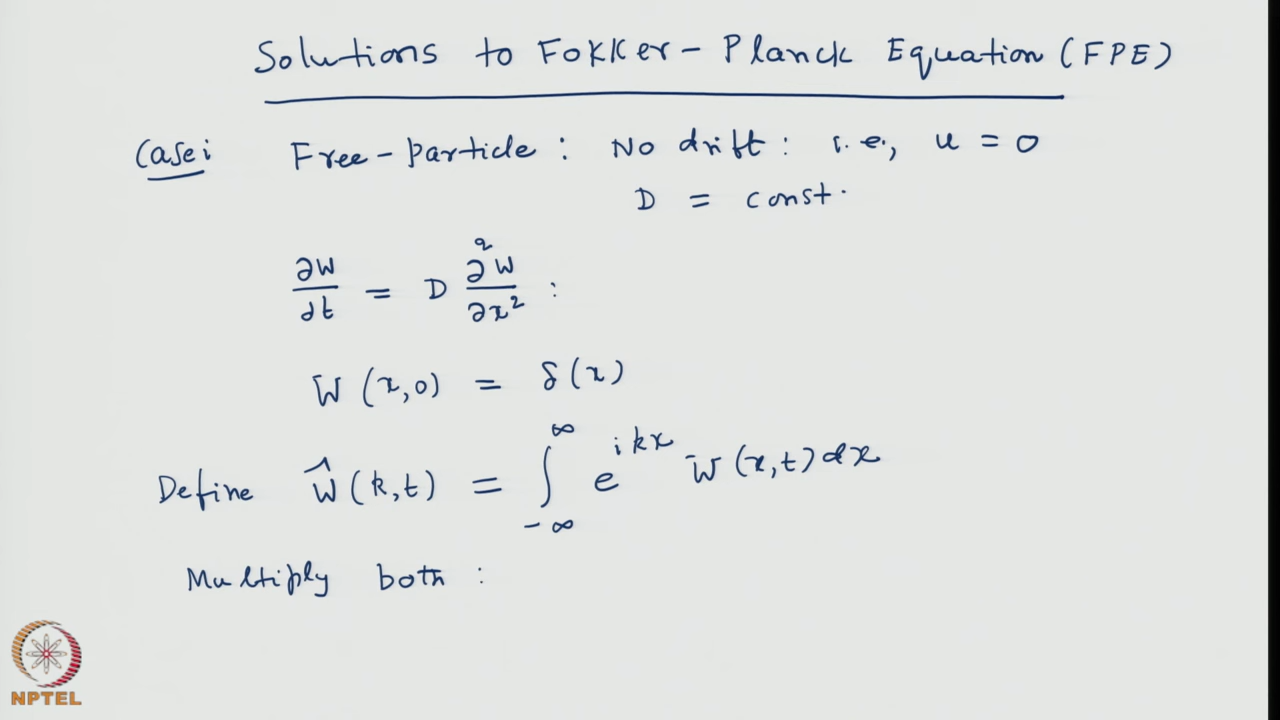 Solutions to Fokker-Planck Equation (FPE)
Case i Free-particle : No drift : i.e., u = 0
D = const.
∂W/∂t = D ∂²W/∂x² :
W(x,0) = δ(x)
Define Ŵ(k,t) = ∫_{-∞}^{∞} e^{ikx} W(x,t) dx
Multiply both :
NPTEL